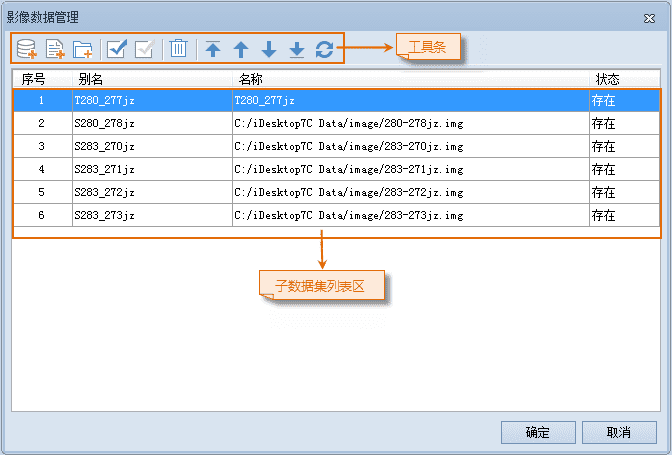 影像数据管理
工具条
序号 别名 名称 状态
1 T280_277jz T280_277jz 存在
2 S280_278jz C:/iDesktop7C Data/image/280-278jz.img 存在
3 S283_270jz C:/iDesktop7C Data/image/283-270jz.img 存在
4 S283_271jz C:/iDesktop7C Data/image/283-271jz.img 存在
5 S283_272jz C:/iDesktop7C Data/image/283-272jz.img 存在
6 S283_273jz C:/iDesktop7C Data/image/283-273jz.img 存在
子数据集列表区
确定 取消